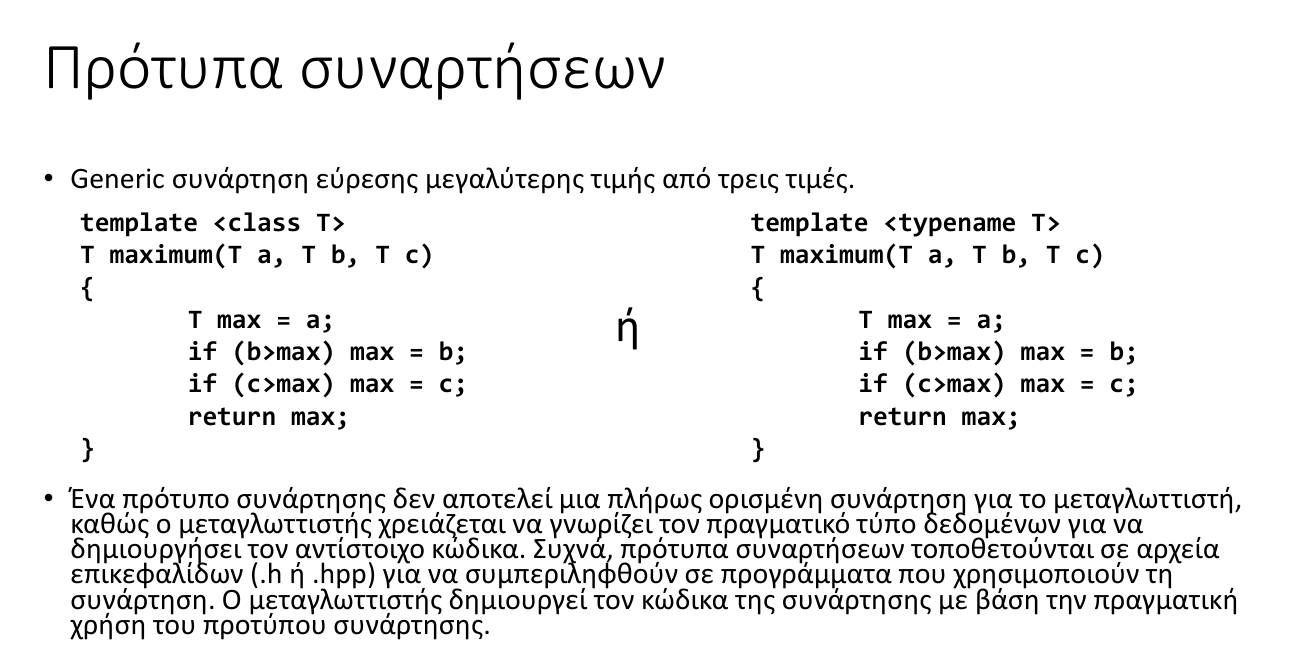 Πρότυπα συναρτήσεων
• Generic συνάρτηση εύρεσης μεγαλύτερης τιμής από τρεις τιμές.
template <class T>
T maximum(T a, T b, T c)
{
T max = a;
if (b>max) max = b;
if (c>max) max = c;
return max;
}
ή
template <typename T>
T maximum(T a, T b, T c)
{
T max = a;
if (b>max) max = b;
if (c>max) max = c;
return max;
}
• Ένα πρότυπο συνάρτησης δεν αποτελεί μια πλήρως ορισμένη συνάρτηση για το μεταγλωττιστή,
καθώς ο μεταγλωττιστής χρειάζεται να γνωρίζει τον πραγματικό τύπο δεδομένων για να
δημιουργήσει τον αντίστοιχο κώδικα. Συχνά, πρότυπα συναρτήσεων τοποθετούνται σε αρχεία
επικεφαλίδων (.h ή .hpp) για να συμπεριληφθούν σε προγράμματα που χρησιμοποιούν τη
συνάρτηση. Ο μεταγλωττιστής δημιουργεί τον κώδικα της συνάρτησης με βάση την πραγματική
χρήση του προτύπου συνάρτησης.